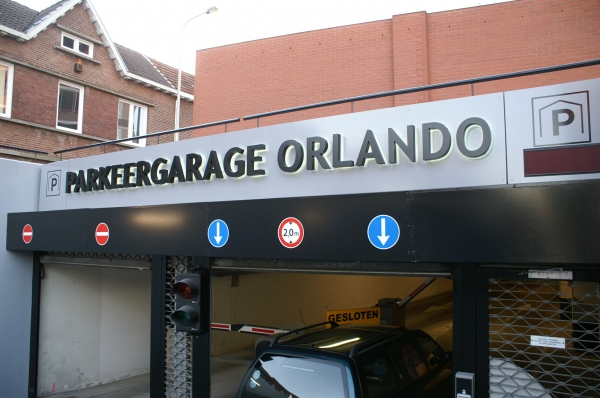 P PARKEERGARAGE ORLANDO P
2,0m
GESLOTEN